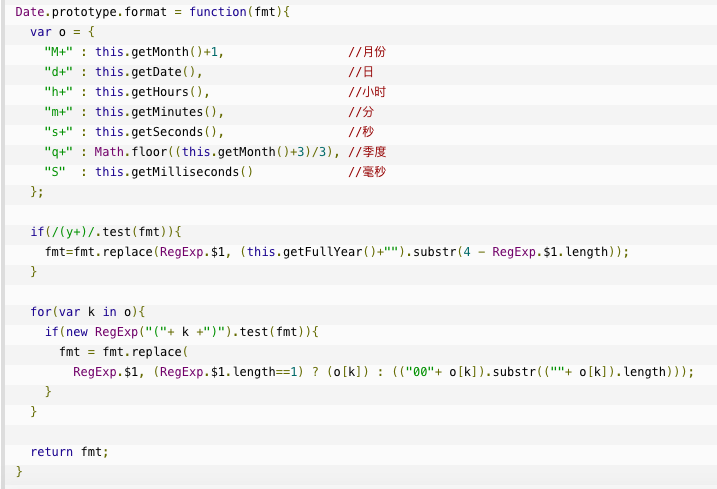 Date.prototype.format = function(fmt){
  var o = {
    "M+" : this.getMonth()+1,                 //月份
    "d+" : this.getDate(),                    //日
    "h+" : this.getHours(),                   //小时
    "m+" : this.getMinutes(),                 //分
    "s+" : this.getSeconds(),                 //秒
    "q+" : Math.floor((this.getMonth()+3)/3), //季度
    "S"  : this.getMilliseconds()             //毫秒
  };

  if(/(y+)/.test(fmt)){
    fmt=fmt.replace(RegExp.$1, (this.getFullYear()+"").substr(4 - RegExp.$1.length));
  }

  for(var k in o){
    if(new RegExp("("+ k +")").test(fmt)){
      fmt = fmt.replace(
        RegExp.$1, (RegExp.$1.length==1) ? (o[k]) : (("00"+ o[k]).substr((""+ o[k]).length)));
    }
  }

  return fmt;
}